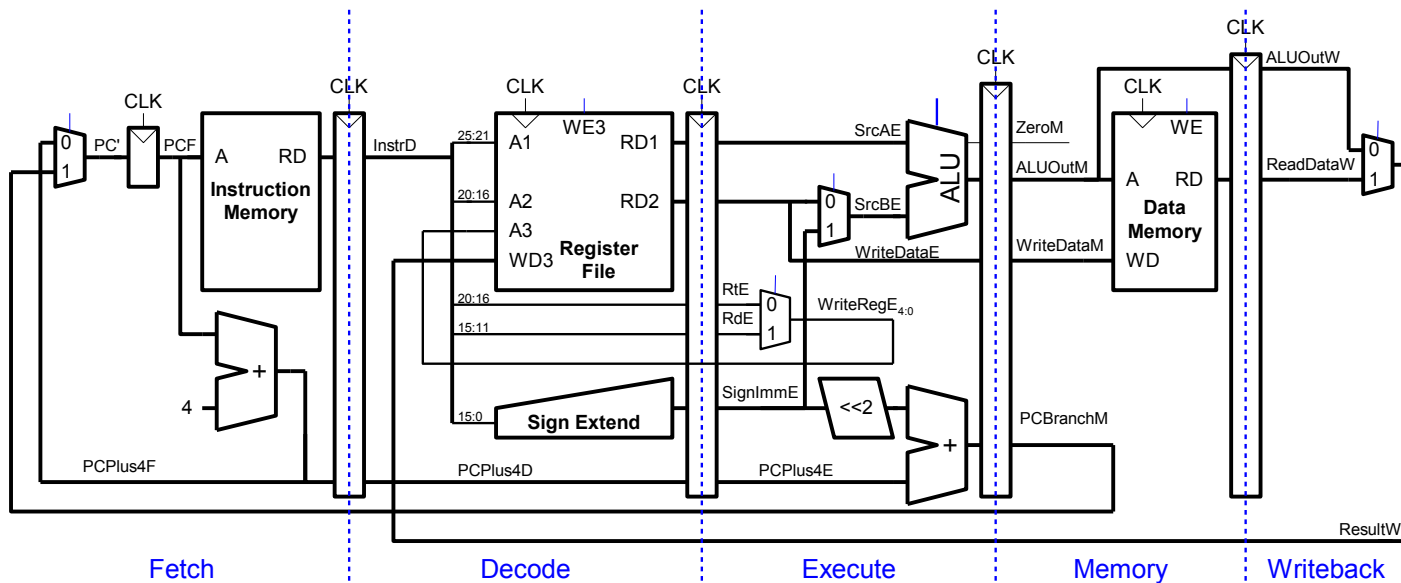 CLK
CLK
CLK
CLK
CLK
CLK
CLK
0
1
PC'
PCF
A
RD
Instruction
Memory
4
+
PCPlus4F
InstrD
25:21
20:16
20:16
15:11
15:0
A1
A2
A3
WD3
WE3
RD1
RD2
Register
File
Sign Extend
PCPlus4D
SrcAE
0
1
SrcBE
ALU
WriteDataE
RtE
RdE
0
1
WriteRegE4:0
SignImmE
<<2
+
PCPlus4E
ZeroM
ALUOutM
WriteDataM
PCBranchM
WE
A
RD
Data
Memory
WD
ALUOutW
ReadDataW
0
1
ResultW
Fetch
Decode
Execute
Memory
Writeback